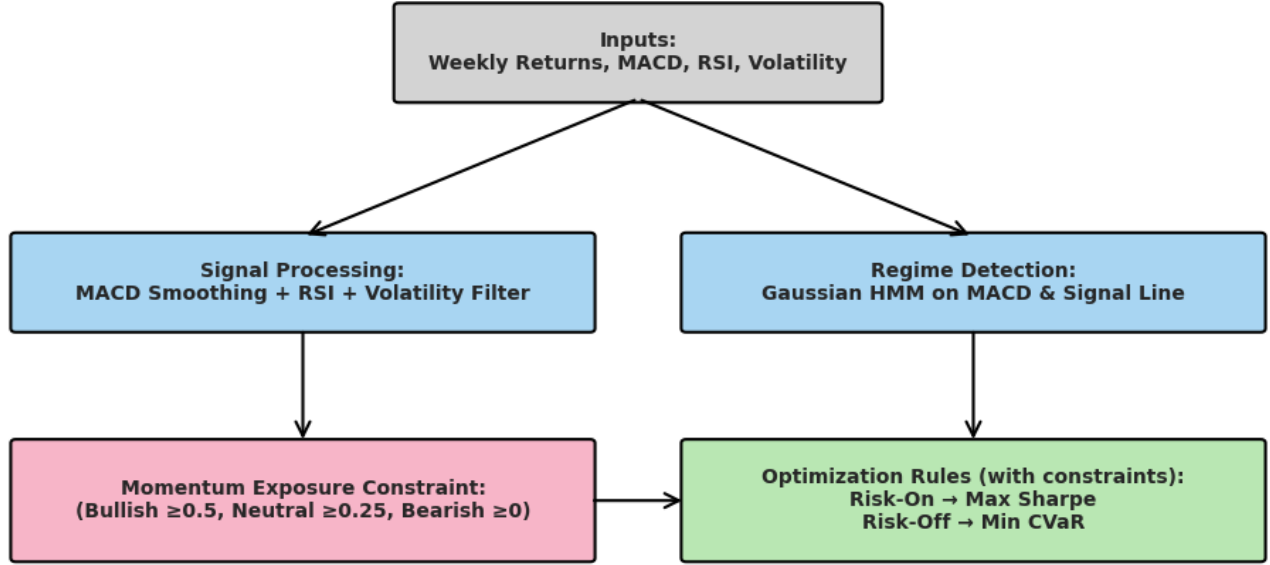 Inputs:
Weekly Returns, MACD, RSI, Volatility
Signal Processing:
MACD Smoothing + RSI + Volatility Filter
Regime Detection:
Gaussian HMM on MACD & Signal Line
Momentum Exposure Constraint:
(Bullish ≥0.5, Neutral ≥0.25, Bearish ≥0)
Optimization Rules (with constraints):
Risk-On → Max Sharpe
Risk-Off → Min CVaR